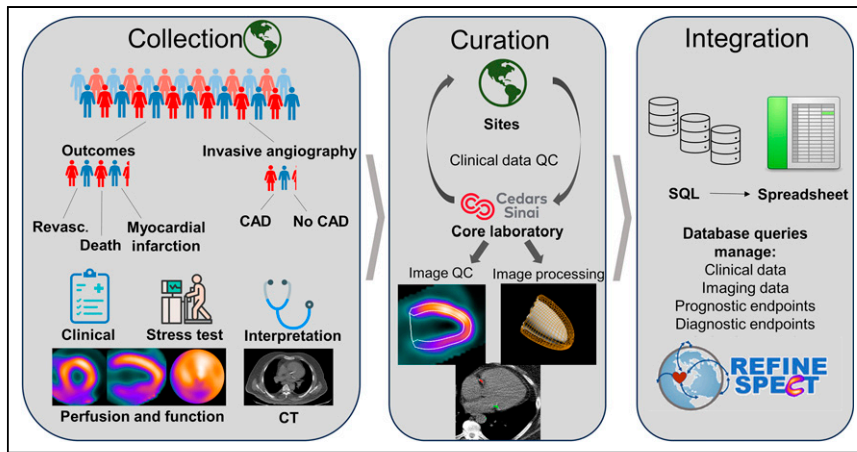 Collection
Outcomes
Invasive angiography
Revasc.
Death
Myocardial
infarction
CAD
No CAD
Clinical
Stress test
Interpretation
Perfusion and function
CT
Curation
Sites
Clinical data QC
Cedars
Sinai
Core laboratory
Image QC
Image processing
Integration
SQL
Spreadsheet
Database queries
manage:
Clinical data
Imaging data
Prognostic endpoints
Diagnostic endpoints
REFINE
SPECT